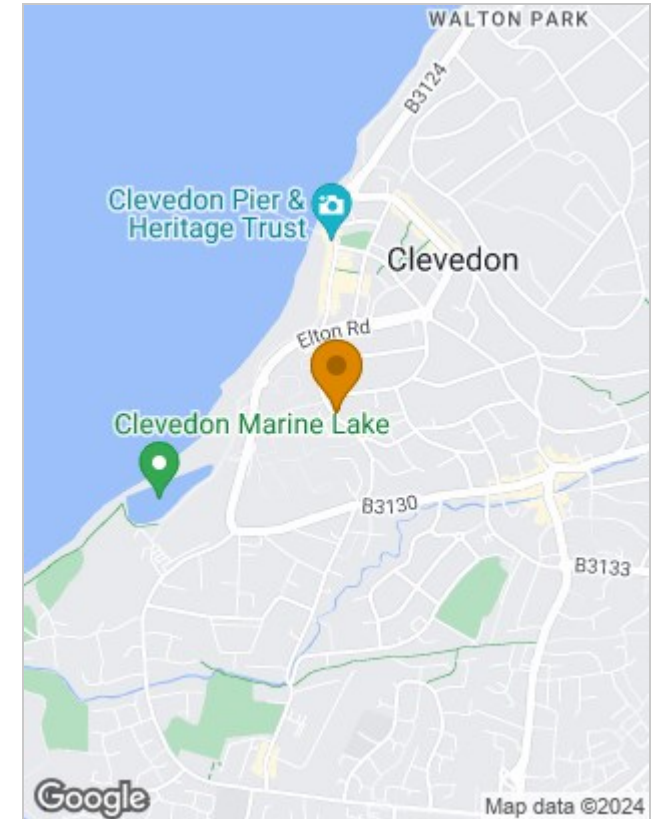 WALTON PARK
B3124
Clevedon Pier &
Heritage Trust
Clevedon
Elton Rd
Clevedon Marine Lake
B3130
B3133
Google
Map data ©2024